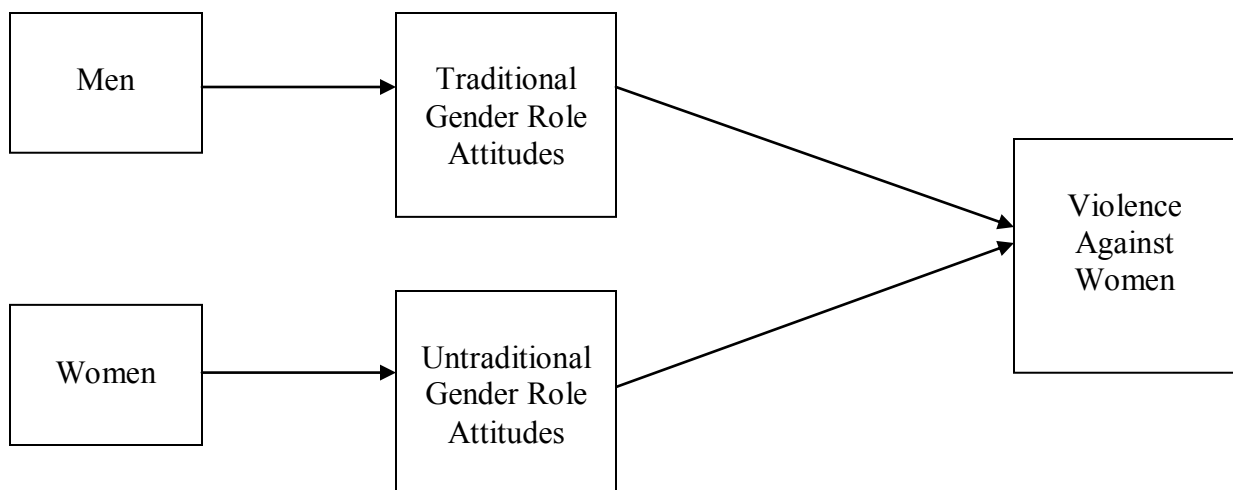 Men
Traditional
Gender Role
Attitudes
Violence
Against
Women
Women
Untraditional
Gender Role
Attitudes